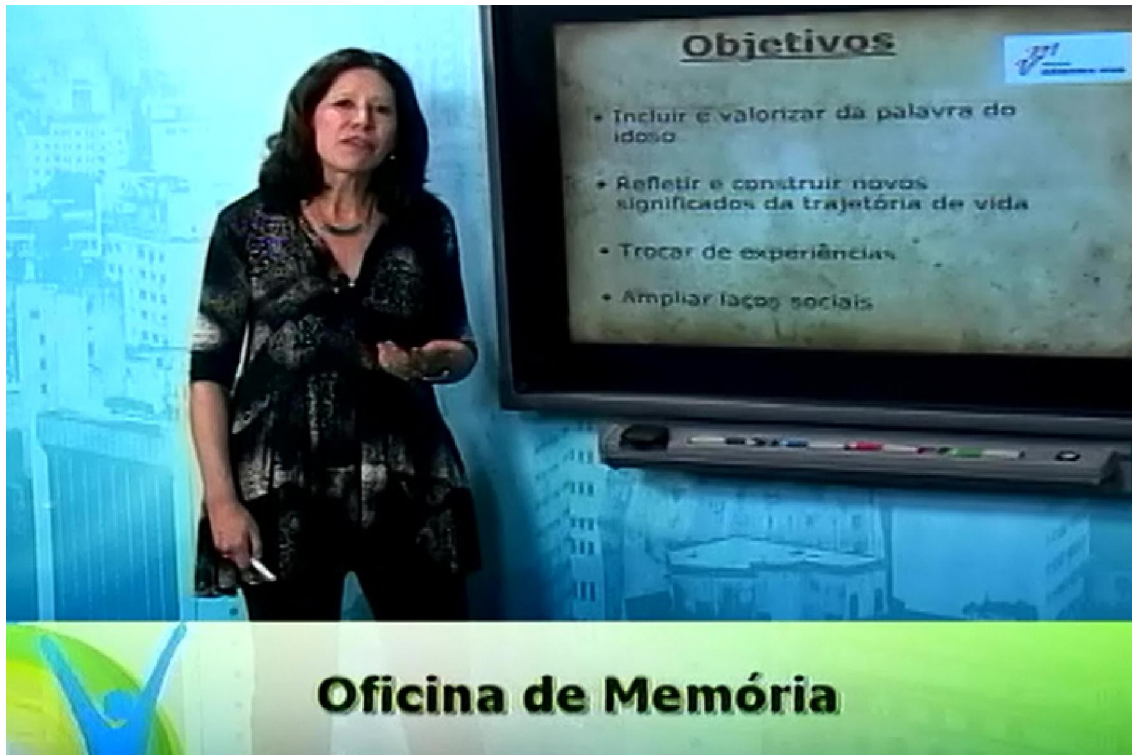 Objetivos
• Incluir e valorizar da palavra do
idoso
• Refletir e construir novos
significados da trajetória de vida
• Trocar de experiências
• Ampliar laços sociais
Oficina de Memória